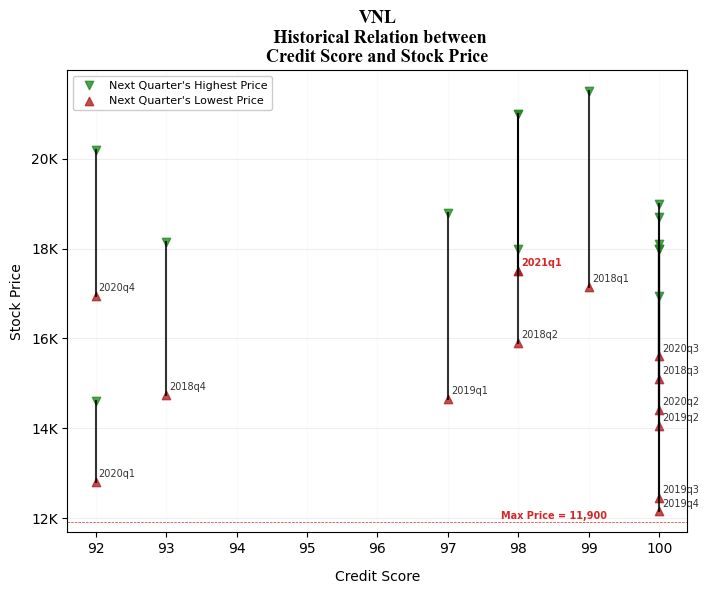 VNL
Historical Relation between
Credit Score and Stock Price
Next Quarter's Highest Price
Next Quarter's Lowest Price
20K
18K
16K
14K
12K
Stock Price
2020q4
2020q1
2018q4
2019q1
2021q1
2018q2
2018q1
2020q3
2018q3
2020q2
2019q2
2019q3
2019q4
Max Price = 11,900
92 93 94 95 96 97 98 99 100
Credit Score